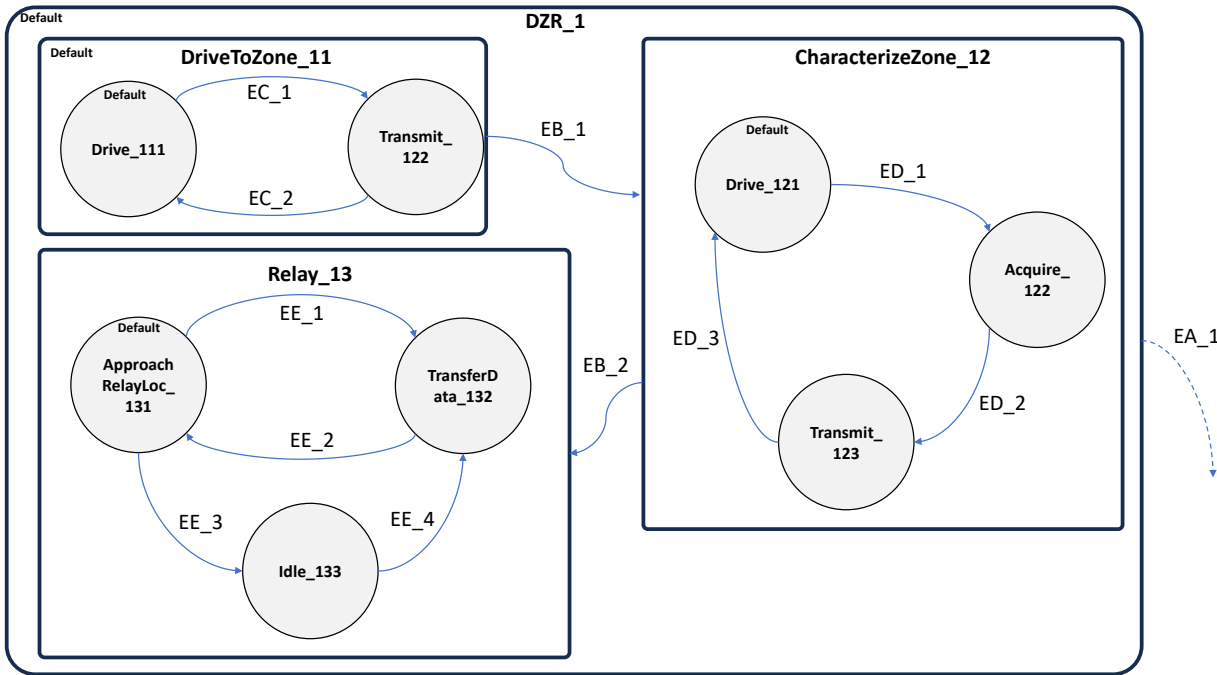 Default
DZR_1
Default
DriveToZone_11
Default
Drive_111
EC_1
Transmit_
122
EC_2
EB_1
CharacterizeZone_12
Default
Drive_121
ED_1
Acquire_
122
ED_2
Transmit_
123
ED_3
EB_2
EA_1
Relay_13
Default
Approach
RelayLoc_
131
EE_1
TransferD
ata_132
EE_2
EE_3
Idle_133
EE_4